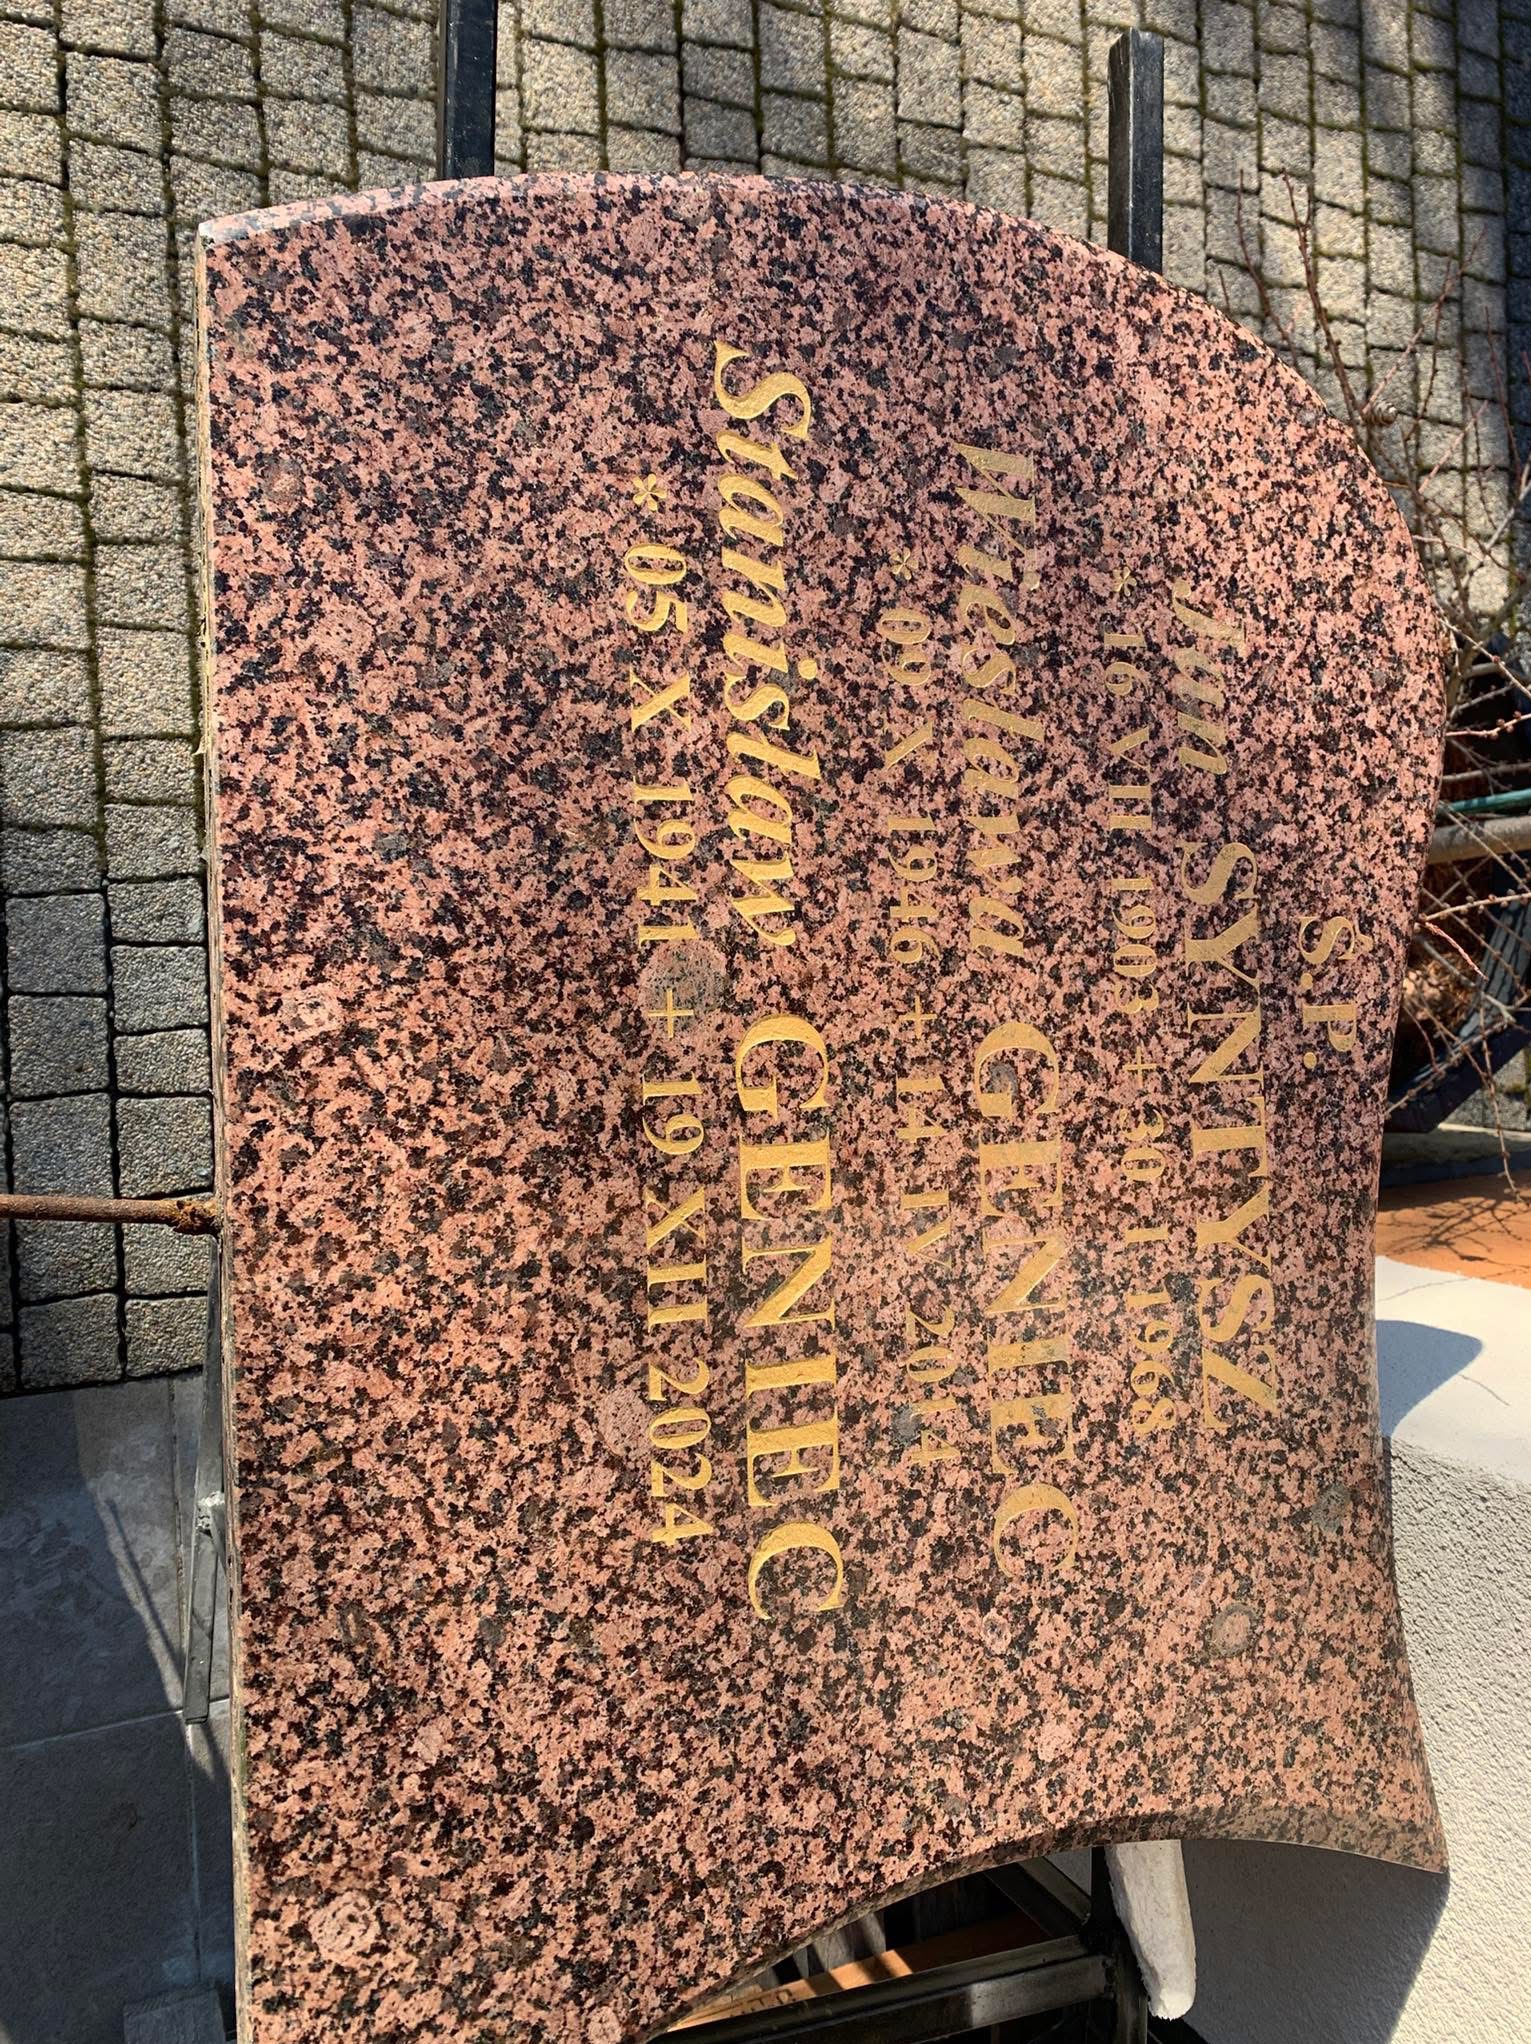 Ś.P.
Jan SYNTYSZ
* 16 VII 1903 + 30 I 1968
Wiesława GENIEC
* 09 X 1946 + 14 IV 2014
Stanisław GENIEC
* 05 X 1941 + 19 XII 2024